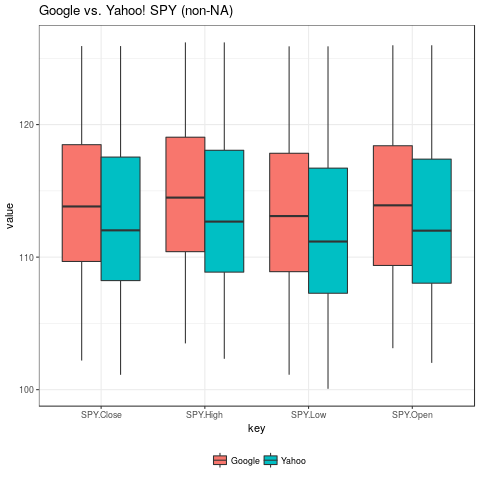 Google vs. Yahoo! SPY (non-NA)
value
120
110
100
SPY.Close SPY.High SPY.Low SPY.Open
key
Google Yahoo